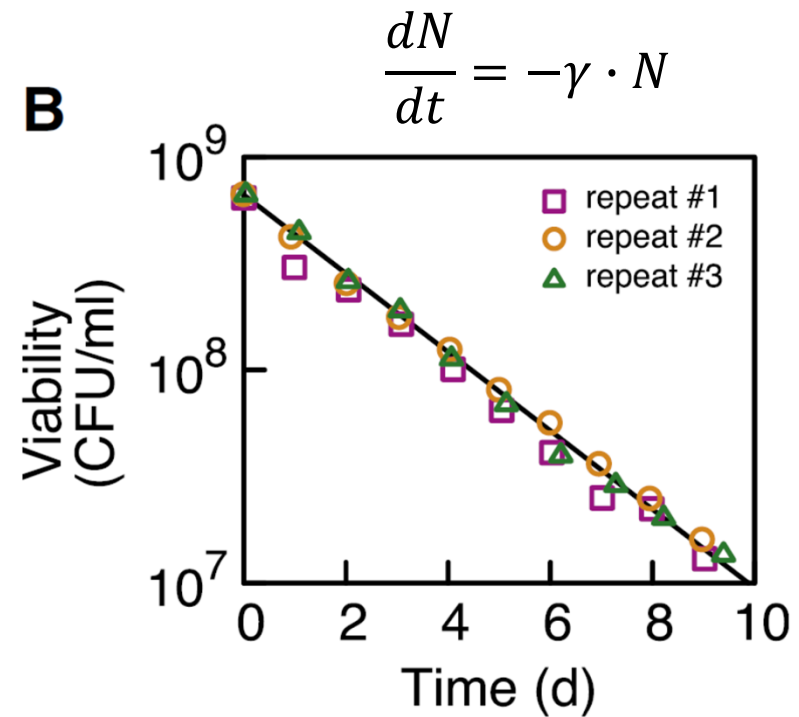 dN/dt = −γ · N
B
10^9
repeat #1
repeat #2
repeat #3
Viability
(CFU/ml)
10^8
10^7
0 2 4 6 8 10
Time (d)